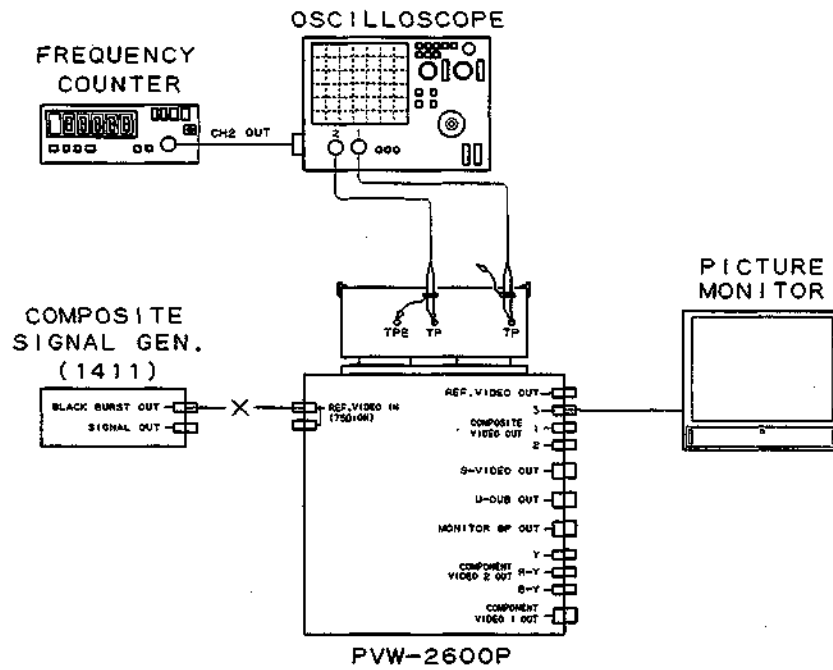 OSCILLOSCOPE
FREQUENCY
COUNTER
CH2 OUT
2
1
PICTURE
MONITOR
TPE
TP
TP
COMPOSITE
SIGNAL GEN.
(1411)
BLACK BURST OUT
SIGNAL OUT
REF.VIDEO IN
(75Ω:ON)
REF.VIDEO OUT
3
COMPOSITE
VIDEO OUT
1
2
S-VIDEO OUT
U-DUB OUT
MONITOR BP OUT
Y
COMPONENT
VIDEO 2 OUT
R-Y
B-Y
COMPONENT
VIDEO 1 OUT
PVW-2600P